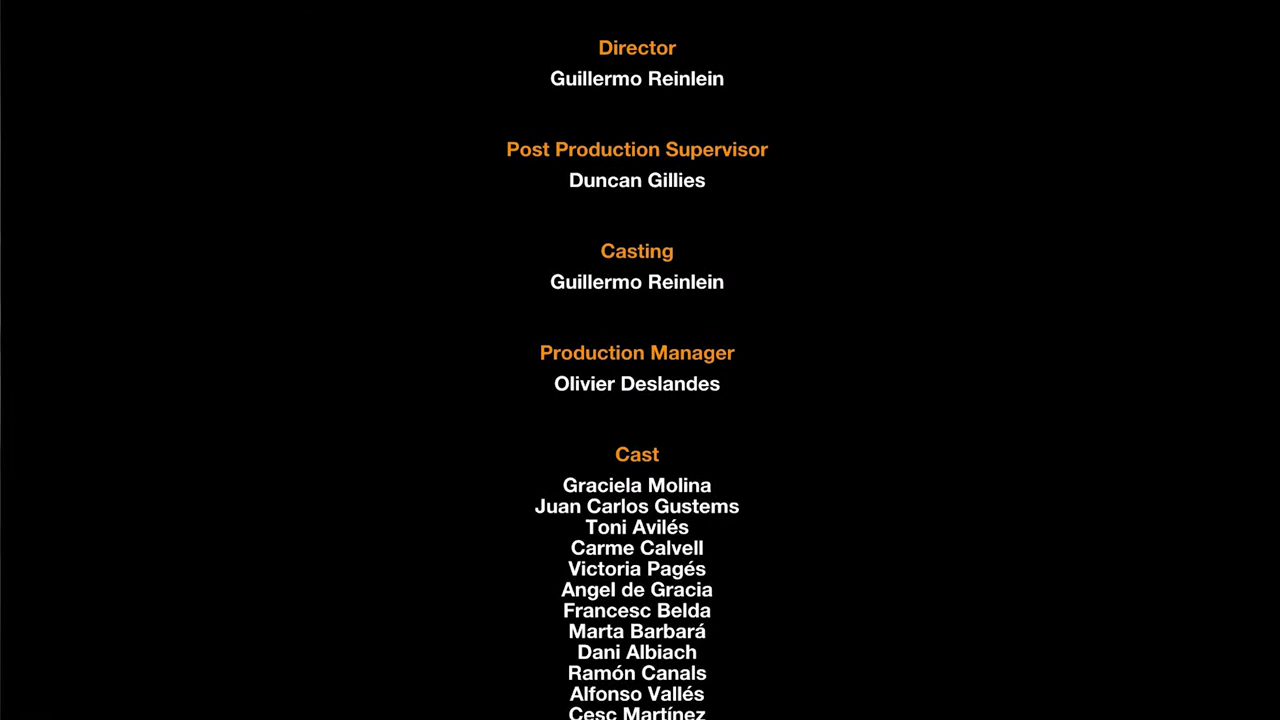 Director
Guillermo Reinlein
Post Production Supervisor
Duncan Gillies
Casting
Guillermo Reinlein
Production Manager
Olivier Deslandes
Cast
Graciela Molina
Juan Carlos Gustems
Toni Avilés
Carme Calvell
Victoria Pagés
Angel de Gracia
Francesc Belda
Marta Barbará
Dani Albiach
Ramón Canals
Alfonso Vallés
Cesc Martínez